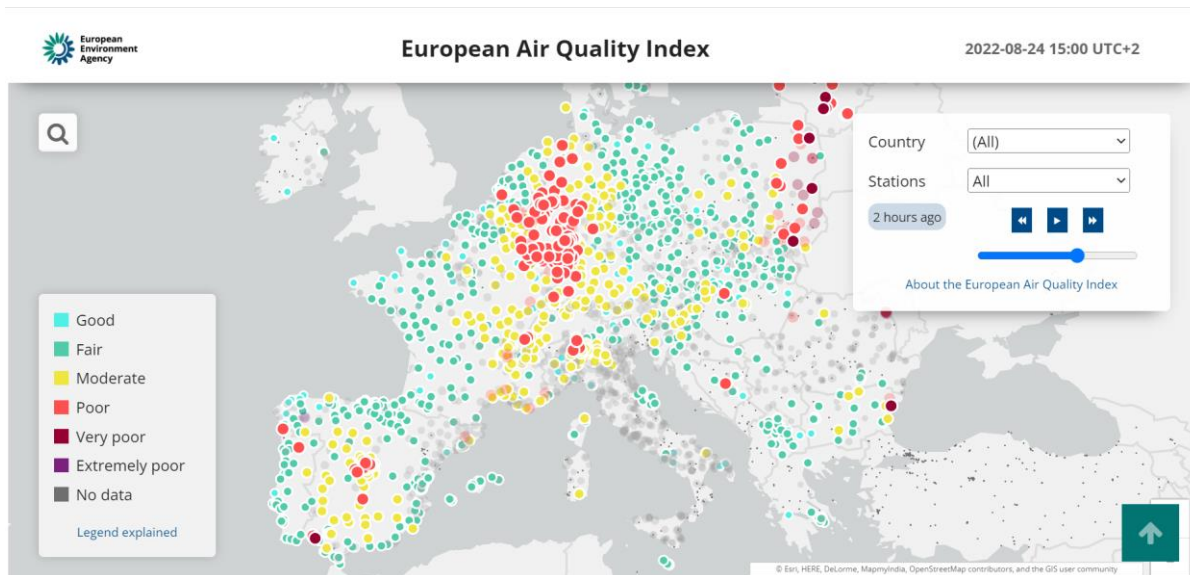 European
Environment
Agency
European Air Quality Index
2022-08-24 15:00 UTC+2
Country
(All)
Stations
All
2 hours ago
About the European Air Quality Index
Good
Fair
Moderate
Poor
Very poor
Extremely poor
No data
Legend explained
© Esri, HERE, DeLorme, MapmyIndia, OpenStreetMap contributors, and the GIS user community